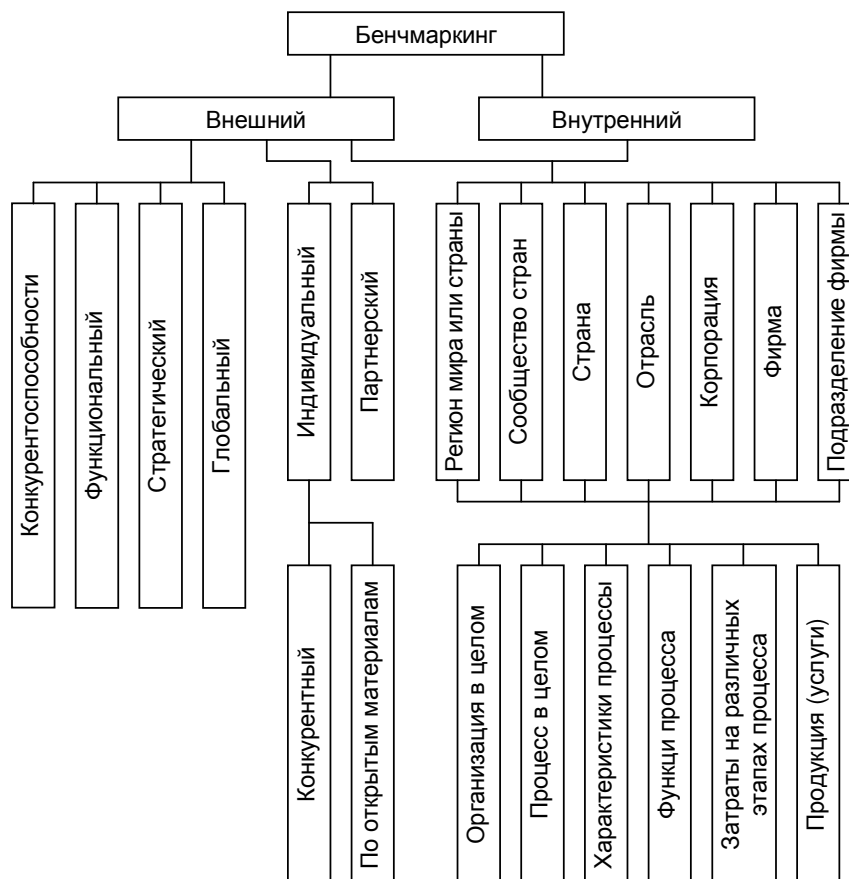 Бенчмаркинг
Внешний
Внутренний
Конкурентоспособности
Функциональный
Стратегический
Глобальный
Индивидуальный
Партнерский
Регион мира или страны
Сообщество стран
Страна
Отрасль
Корпорация
Фирма
Подразделение фирмы
Конкурентный
По открытым материалам
Организация в целом
Процесс в целом
Характеристики процессы
Функци процесса
Затраты на различных
этапах процесса
Продукция (услуги)